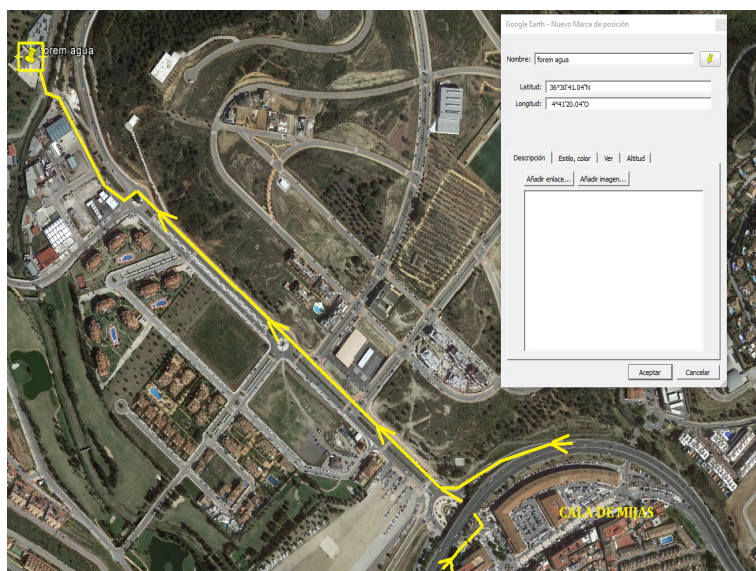 forem agua
CALA DE MIJAS
Google Earth - Nuevo Marca de posición
Nombre: forem agua
Latitud: 36°30'41.04"N
Longitud: 4°41'20.04"O
Descripción Estilo, color Ver Altitud
Añadir enlace... Añadir imagen...
Aceptar Cancelar